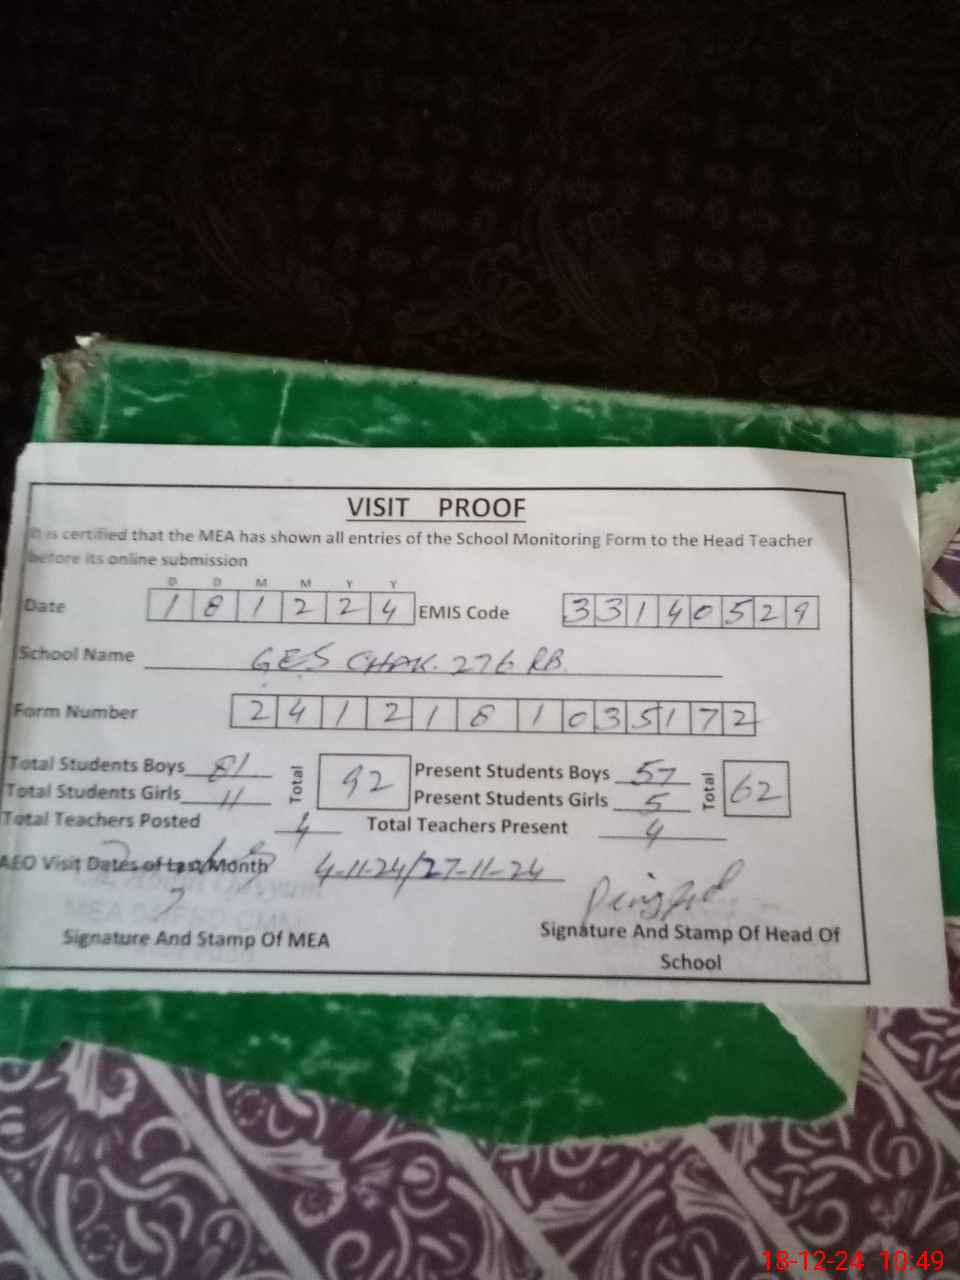 VISIT PROOF
It is certified that the MEA has shown all entries of the School Monitoring Form to the Head Teacher
before its online submission
D D M M Y Y
Date 1 8 1 2 2 4 EMIS Code 3 3 1 4 0 5 2 9
School Name GES CHAK. 276 RB.
Form Number 2 4 1 2 1 8 1 0 3 5 1 7 2
Total Students Boys 81 Total 92 Present Students Boys 57 Total 62
Total Students Girls 11 Present Students Girls 5
Total Teachers Posted 4 Total Teachers Present 4
AEO Visit Dates of Last Month 4-11-24/27-11-24
Signature And Stamp Of MEA
Signature And Stamp Of Head Of
School
18-12-24 10:49